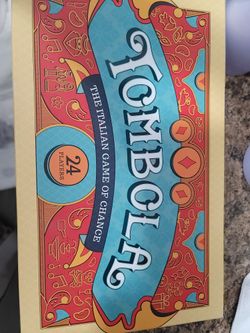 TOMBOLA
THE ITALIAN GAME OF CHANCE
24
PLAYERS